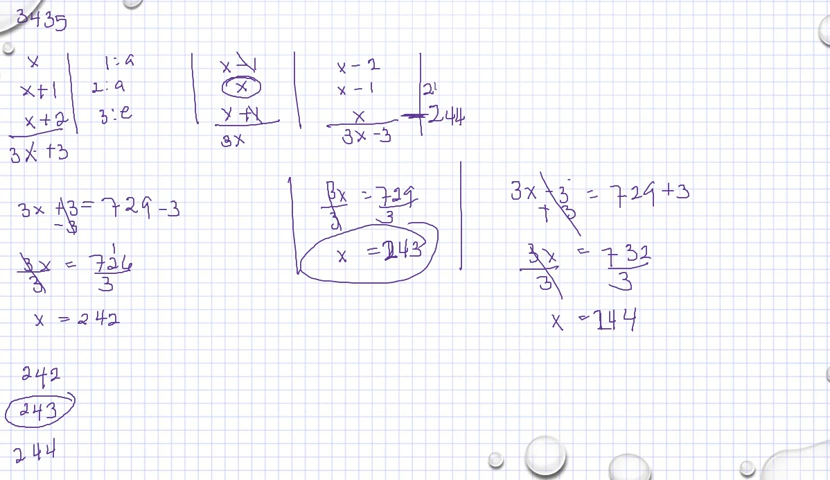 3435
x
x+1
x+2
3x+3
1:a
2:a
3:e
x-1
x
x+1
3x
x-2
x-1
x
3x-3
2
244
3x+3=729-3
-3
3x = 726
3 3
x = 242
242
243
244
3x = 729
3 3
x = 243
3x-3 = 729+3
+3
3x = 732
3 3
x = 244